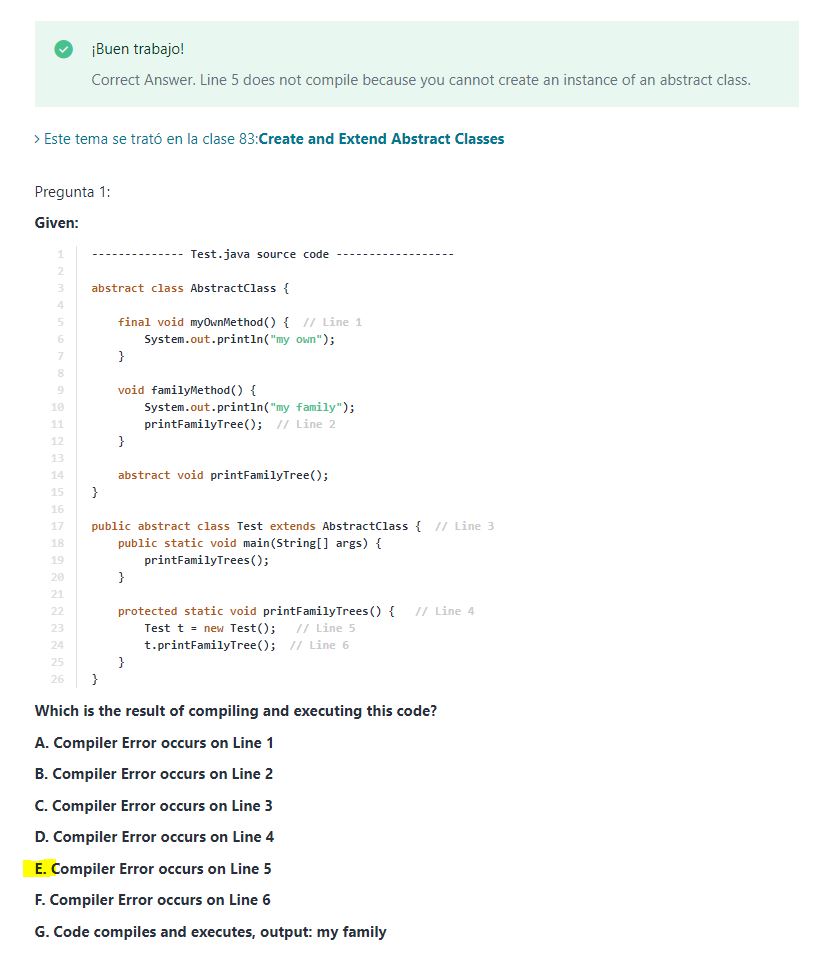 ¡Buen trabajo!
Correct Answer. Line 5 does not compile because you cannot create an instance of an abstract class.
> Este tema se trató en la clase 83:Create and Extend Abstract Classes
Pregunta 1:
Given:
1 -------------- Test.java source code ------------------
2
3 abstract class AbstractClass {
4
5     final void myOwnMethod() {  // Line 1
6         System.out.println("my own");
7     }
8
9     void familyMethod() {
10         System.out.println("my family");
11         printFamilyTree();  // Line 2
12     }
13
14     abstract void printFamilyTree();
15 }
16
17 public abstract class Test extends AbstractClass {  // Line 3
18     public static void main(String[] args) {
19         printFamilyTrees();
20     }
21
22     protected static void printFamilyTrees() {   // Line 4
23         Test t = new Test();   // Line 5
24         t.printFamilyTree();  // Line 6
25     }
26 }
Which is the result of compiling and executing this code?
A. Compiler Error occurs on Line 1
B. Compiler Error occurs on Line 2
C. Compiler Error occurs on Line 3
D. Compiler Error occurs on Line 4
E. Compiler Error occurs on Line 5
F. Compiler Error occurs on Line 6
G. Code compiles and executes, output: my family